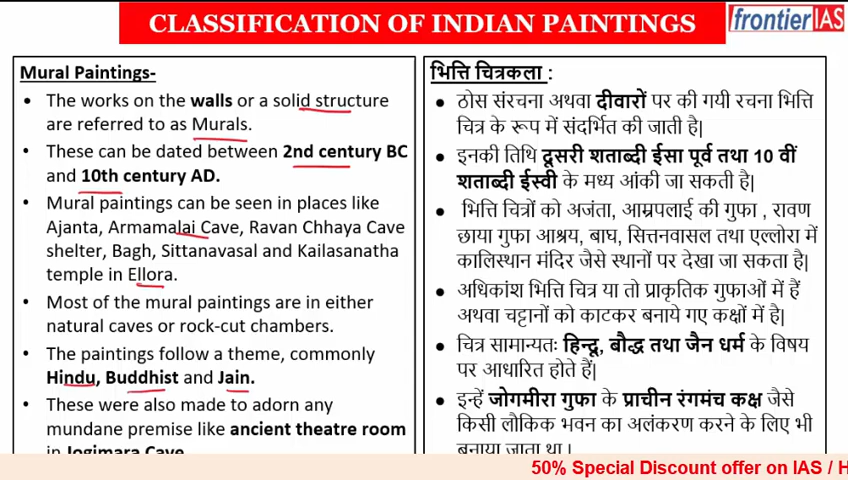 CLASSIFICATION OF INDIAN PAINTINGS
frontierIAS
Mural Paintings-
• The works on the walls or a solid structure
are referred to as Murals.
• These can be dated between 2nd century BC
and 10th century AD.
• Mural paintings can be seen in places like
Ajanta, Armamalai Cave, Ravan Chhaya Cave
shelter, Bagh, Sittanavasal and Kailasanatha
temple in Ellora.
• Most of the mural paintings are in either
natural caves or rock-cut chambers.
• The paintings follow a theme, commonly
Hindu, Buddhist and Jain.
• These were also made to adorn any
mundane premise like ancient theatre room
in Jogimara Cave
भित्ति चित्रकला :
• ठोस संरचना अथवा दीवारों पर की गयी रचना भित्ति
चित्र के रूप में संदर्भित की जाती है|
• इनकी तिथि दूसरी शताब्दी ईसा पूर्व तथा 10 वीं
शताब्दी ईस्वी के मध्य आंकी जा सकती है|
• भित्ति चित्रों को अजंता, आम्रपलाई की गुफा , रावण
छाया गुफा आश्रय, बाघ, सित्तनवासल तथा एल्लोरा में
कालिस्थान मंदिर जैसे स्थानों पर देखा जा सकता है|
• अधिकांश भित्ति चित्र या तो प्राकृतिक गुफाओं में हैं
अथवा चट्टानों को काटकर बनाये गए कक्षों में है|
• चित्र सामान्यतः हिन्दू, बौद्ध तथा जैन धर्म के विषय
पर आधारित होते हैं|
• इन्हें जोगमीरा गुफा के प्राचीन रंगमंच कक्ष जैसे
किसी लौकिक भवन का अलंकरण करने के लिए भी
बनाया जाता था |
50% Special Discount offer on IAS / H